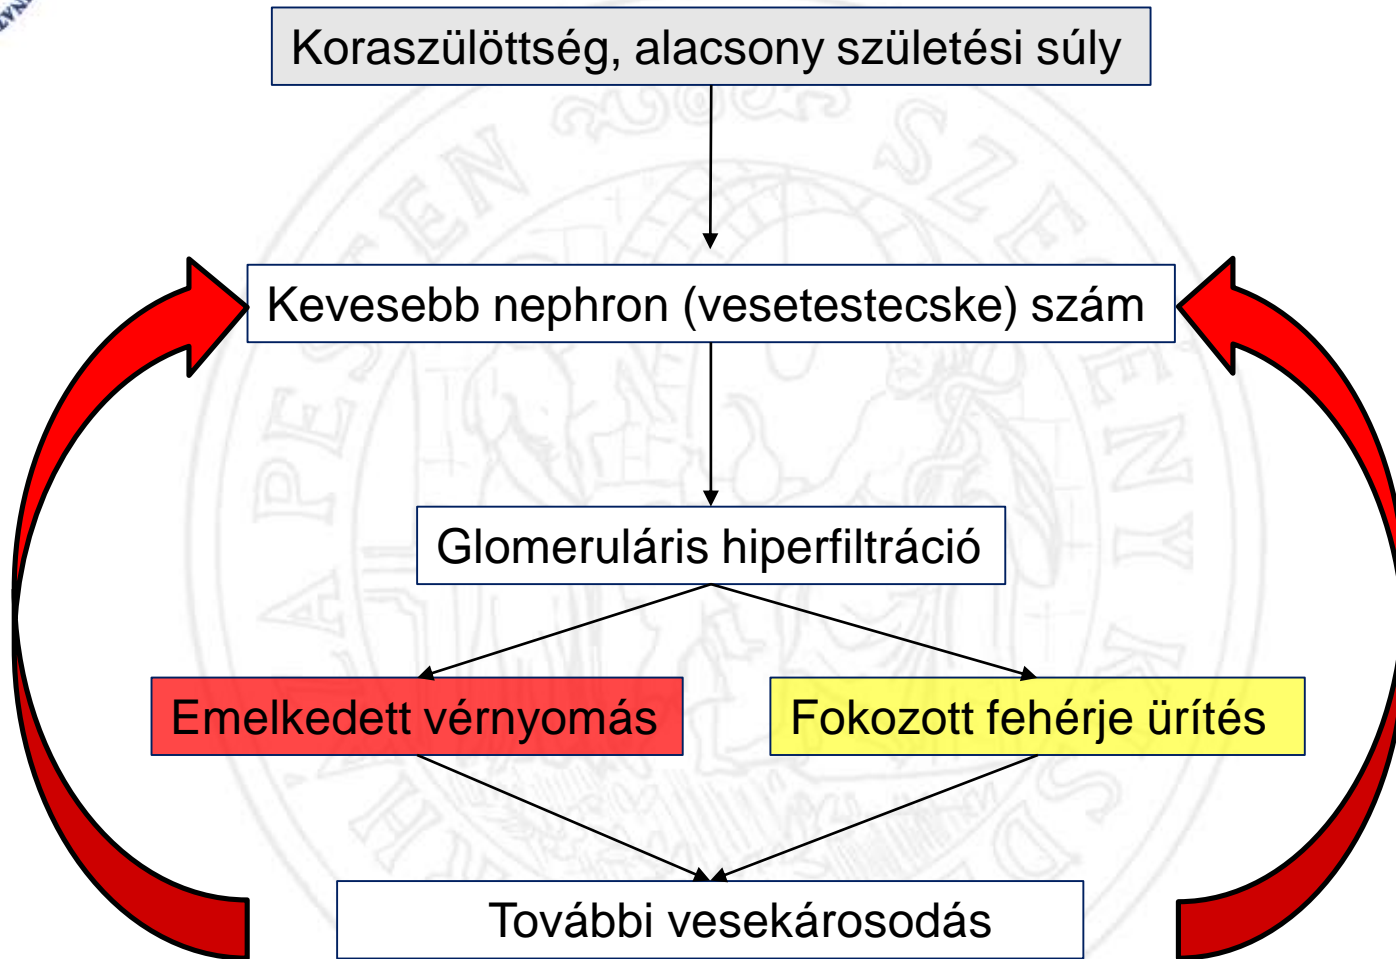 Koraszülöttség, alacsony születési súly
Kevesebb nephron (vesetestecske) szám
Glomeruláris hiperfiltráció
Emelkedett vérnyomás
Fokozott fehérje ürítés
További vesekárosodás